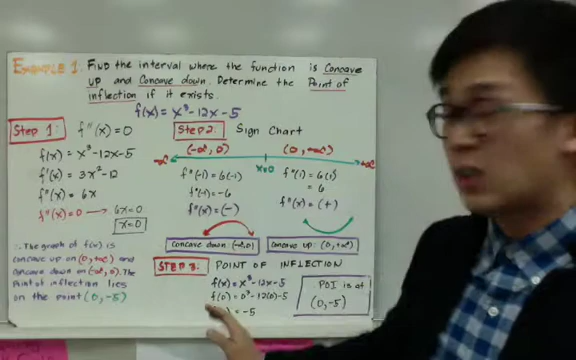 EXAMPLE 1. FIND THE INTERVAL WHERE THE FUNCTION IS CONCAVE
UP AND CONCAVE DOWN. DETERMINE THE POINT OF
INFLECTION IF IT EXISTS.
f(x) = x³-12x-5
Step 1:
f''(x)=0
f(x) = x³-12x-5
f'(x) = 3x²-12
f''(x) = 6x
f''(x)=0 → 6x=0
x=0
∴ The graph of f(x) is
concave up on (0,+∞) and
concave down on (-∞,0). The
point of inflection lies
on the point (0,-5)
Step 2:
SIGN CHART
(-∞, 0)
(0, +∞)
-∞
x=0
+∞
f''(-1) = 6(-1)
f''(-1) = -6
f''(x) = (-)
f''(1) = 6(1)
= 6
f''(x) = (+)
concave down (-∞,0)
concave up: (0,+∞)
STEP 3:
POINT OF INFLECTION
f(x) = x³-12x-5
f(0) = 0³-12(0)-5
= -5
POI is at
(0,-5)